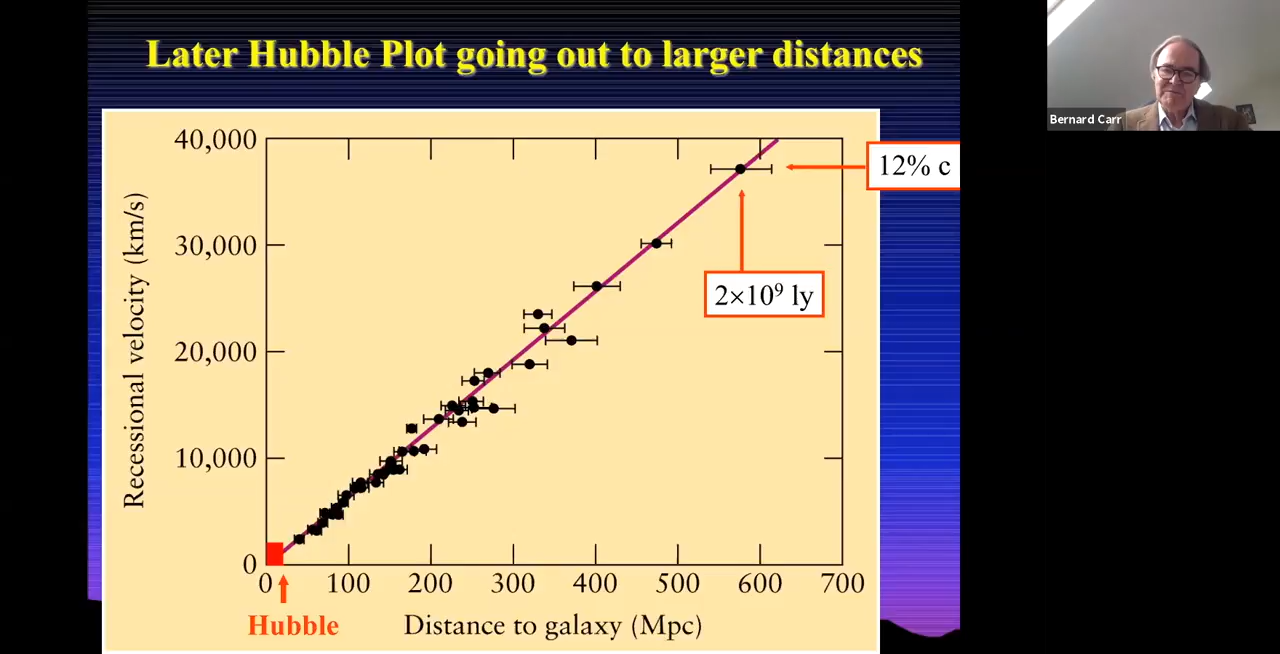 Later Hubble Plot going out to larger distances
Bernard Carr
40,000
12% c
30,000
2×10⁹ ly
20,000
10,000
0
Recessional velocity (km/s)
0 100 200 300 400 500 600 700
Hubble
Distance to galaxy (Mpc)